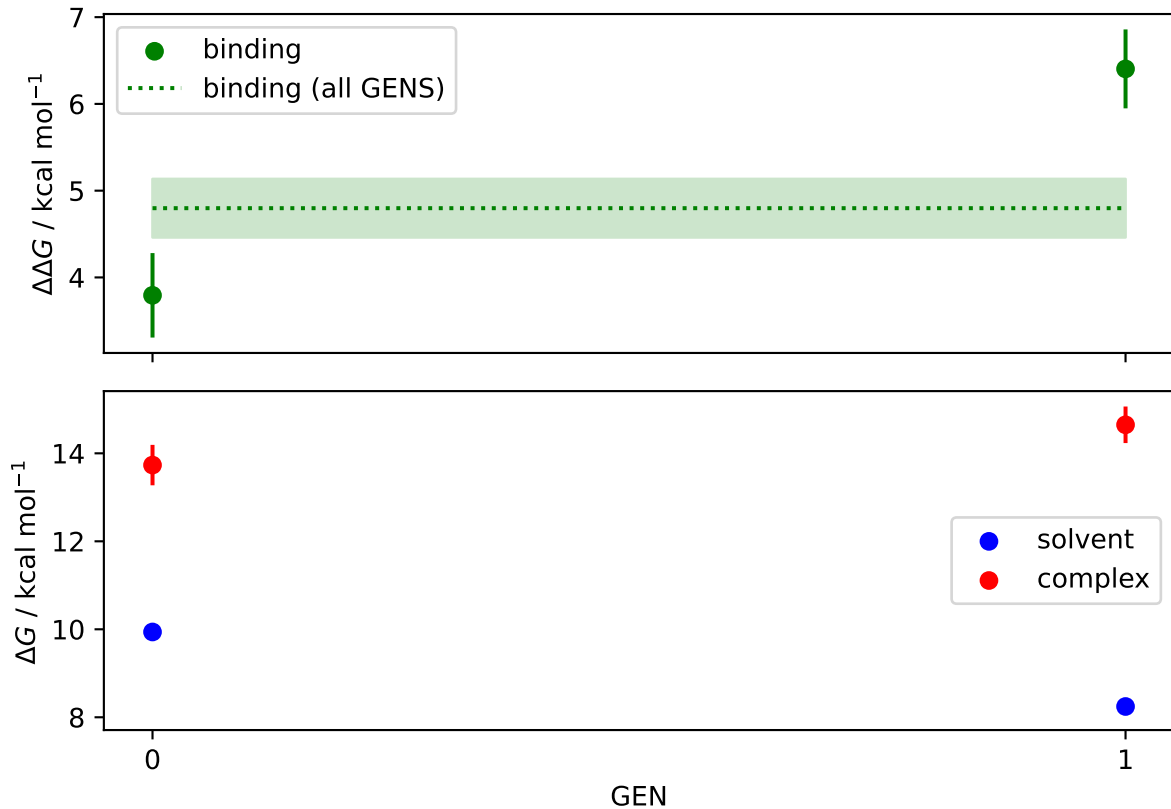 7
6
5
4
ΔΔG / kcal mol⁻¹
binding
binding (all GENS)
14
12
10
8
ΔG / kcal mol⁻¹
solvent
complex
0
1
GEN